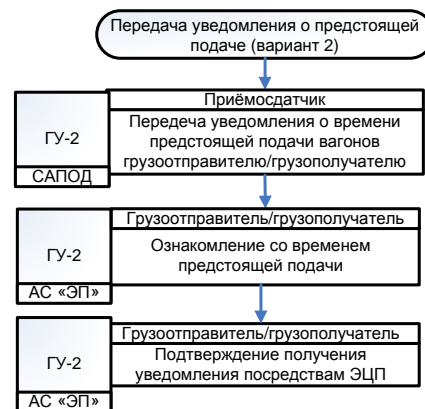 Передача уведомления о предстоящей
подаче (вариант 2)
Приёмосдатчик
ГУ-2
Передеча уведомления о времени
предстоящей подачи вагонов
грузоотправителю/грузополучателю
САПОД
Грузоотправитель/грузополучатель
ГУ-2
Ознакомление со временем
предстоящей подачи
АС «ЭП»
Грузоотправитель/грузополучатель
ГУ-2
Подтверждение получения
уведомления посредствам ЭЦП
АС «ЭП»